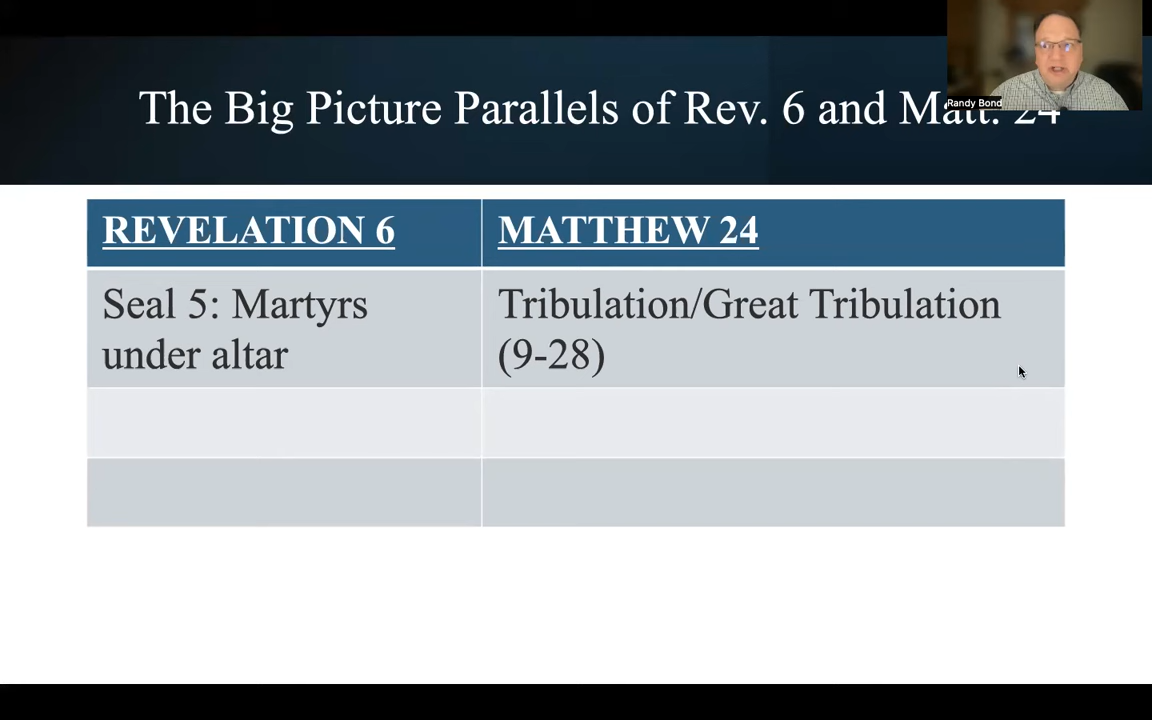 Randy Bond
The Big Picture Parallels of Rev. 6 and Matt. 24
REVELATION 6
MATTHEW 24
Seal 5: Martyrs
under altar
Tribulation/Great Tribulation
(9-28)